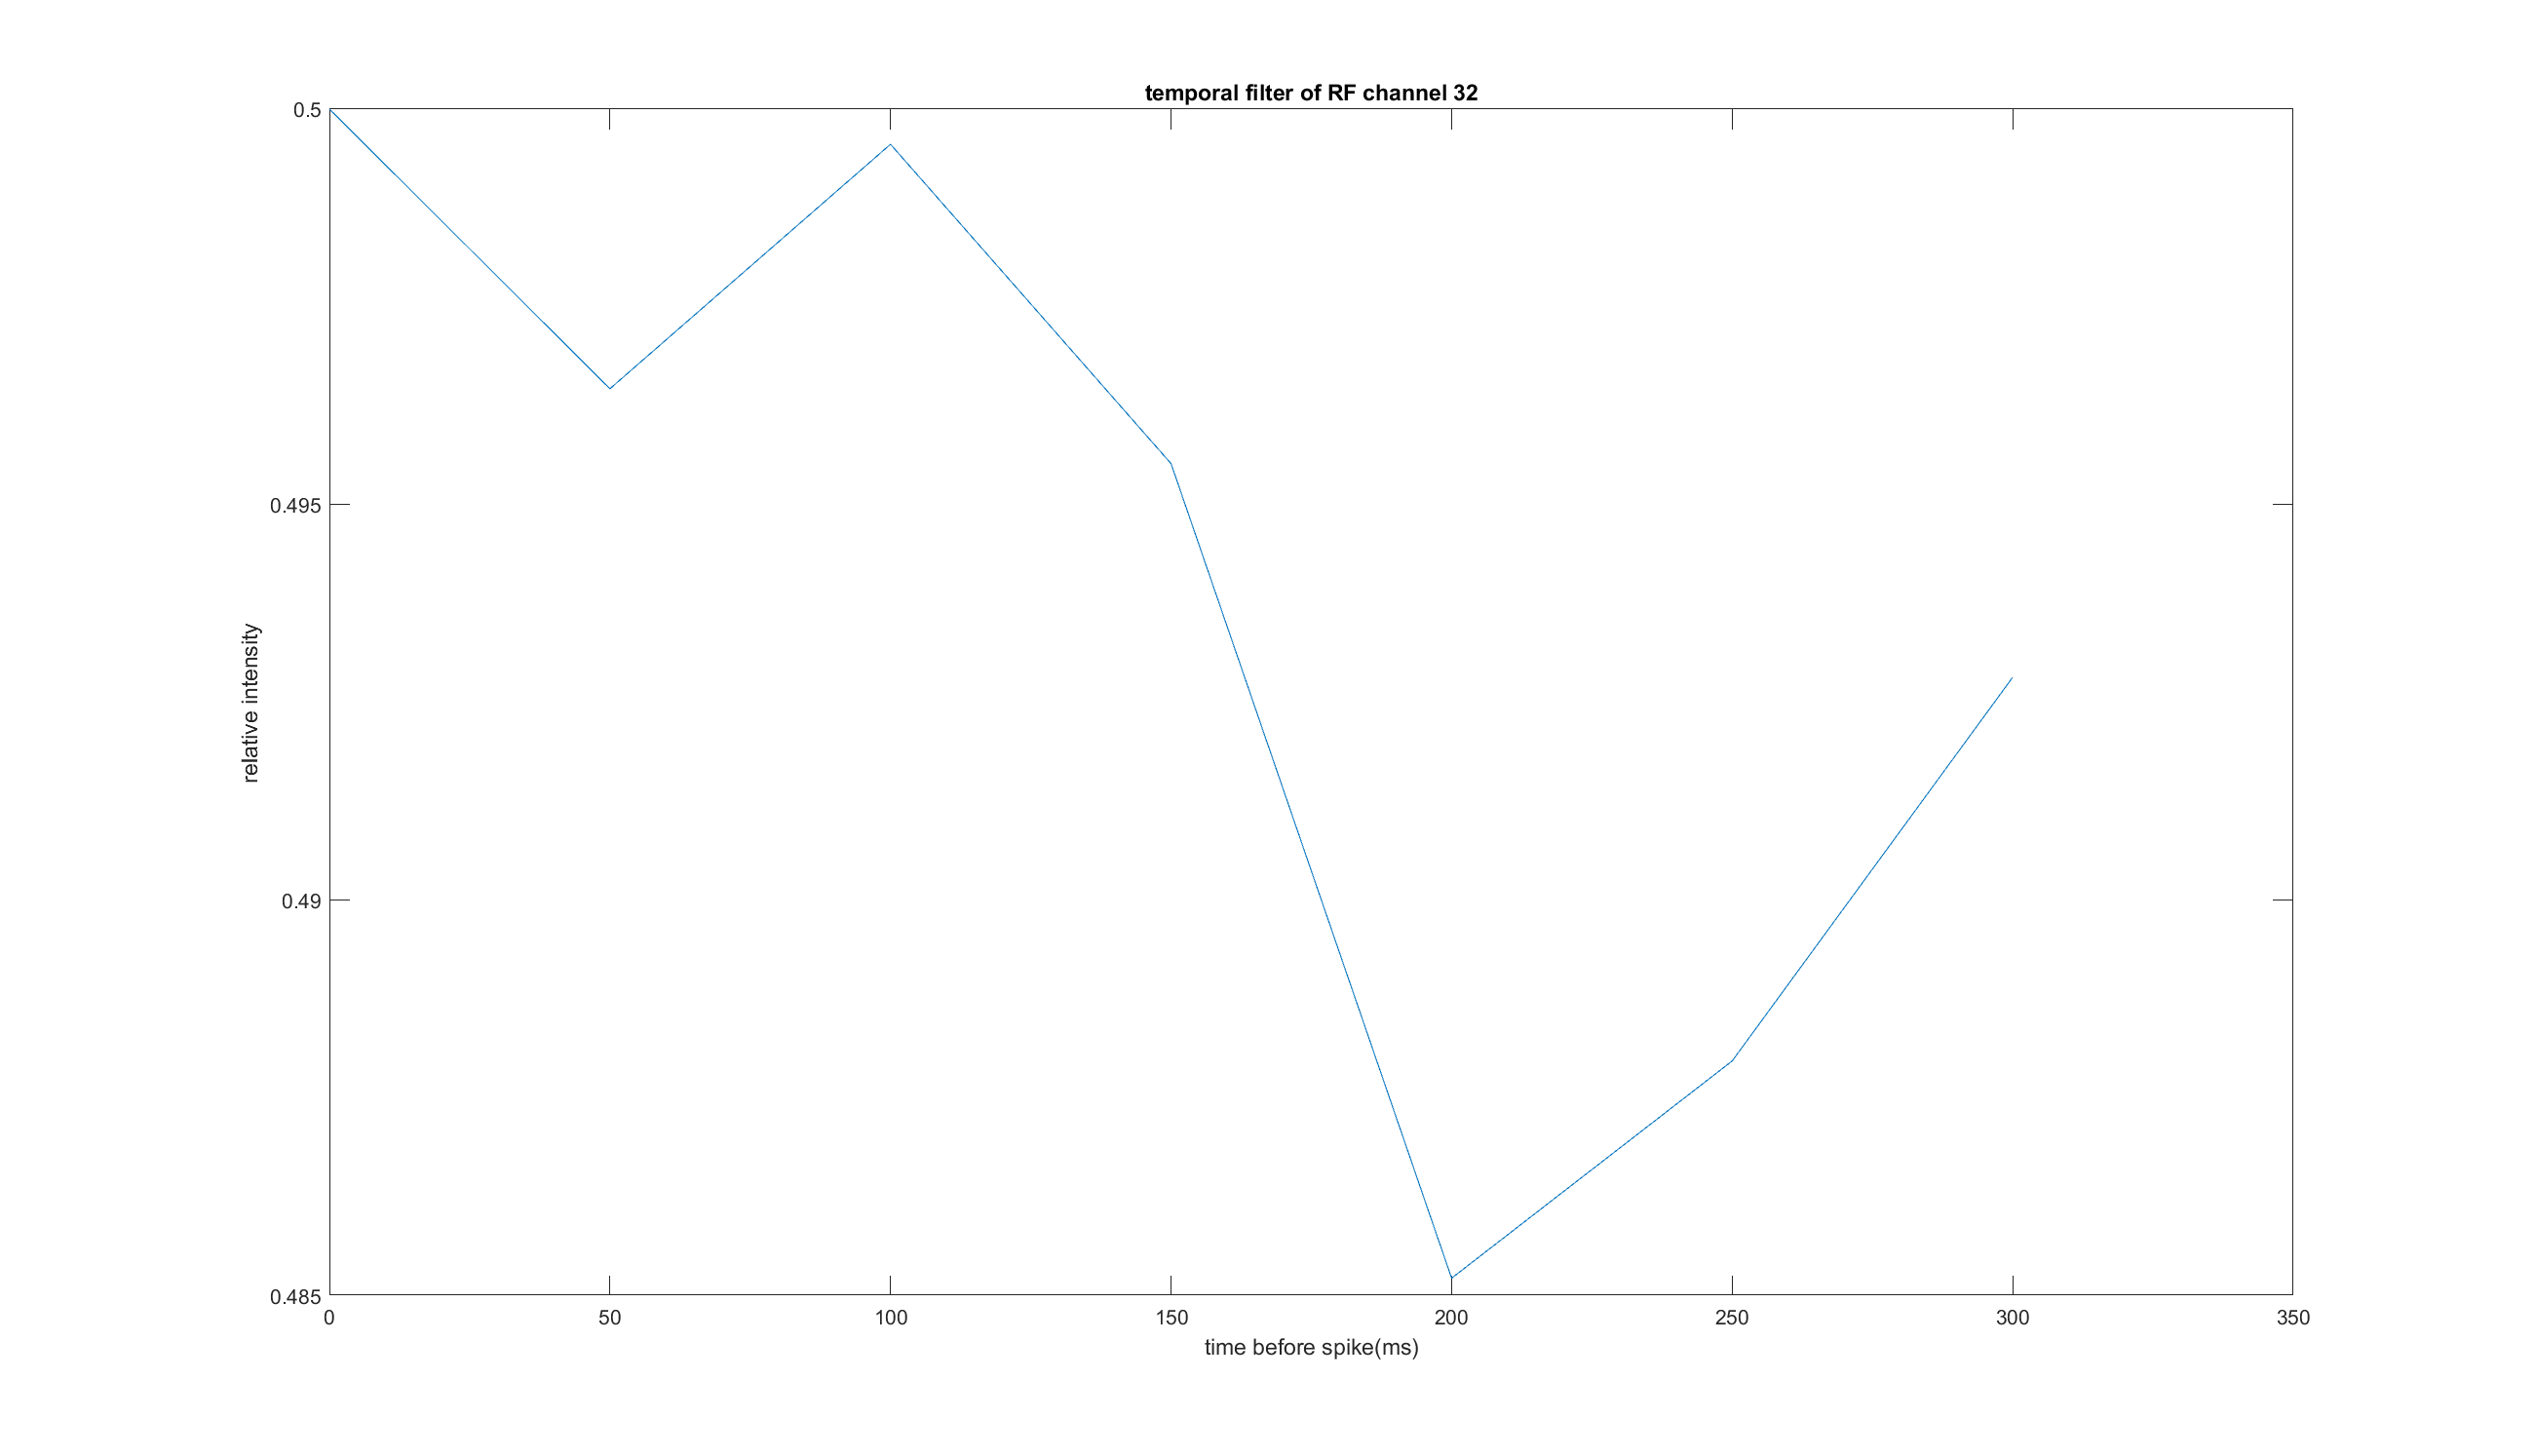 temporal filter of RF channel 32
0.5
0.495
0.49
0.485
relative intensity
0 50 100 150 200 250 300 350
time before spike(ms)